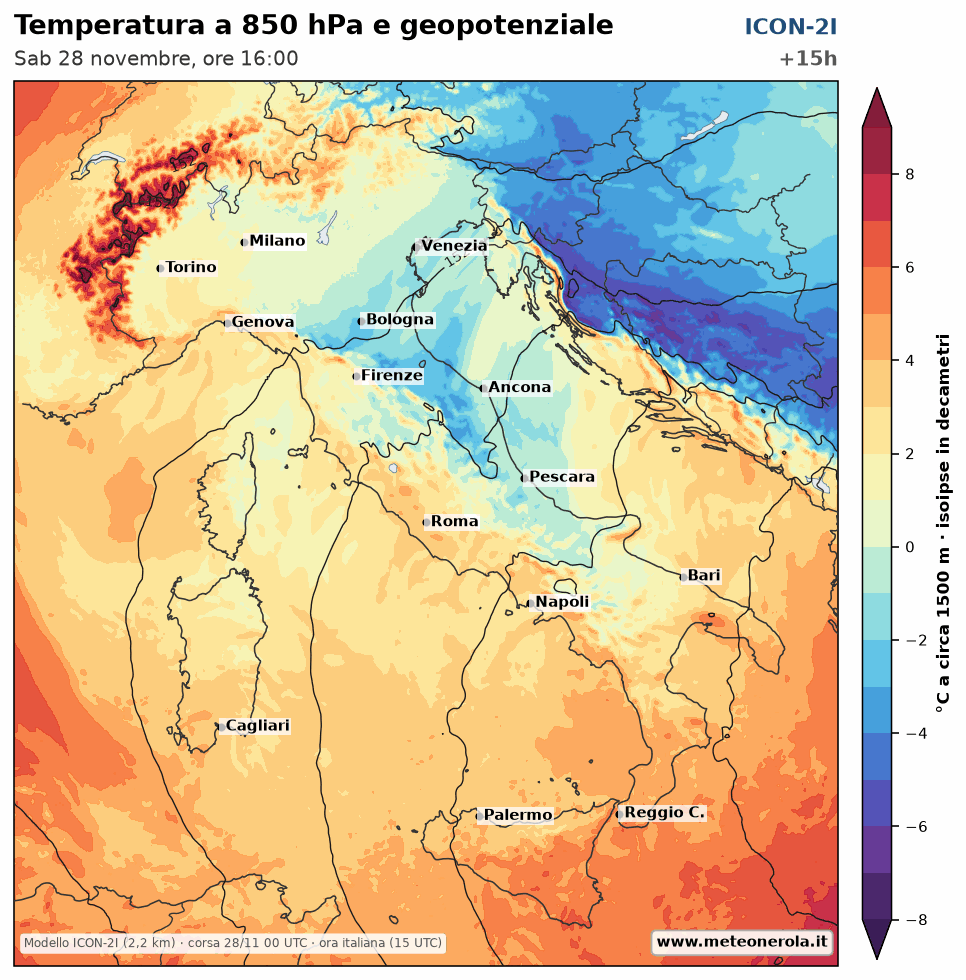 Temperatura a 850 hPa e geopotenziale
ICON-2I
Sab 28 novembre, ore 16:00
+15h
Milano
Venezia
Torino
Genova
Bologna
Firenze
Ancona
Pescara
Roma
Bari
Napoli
Cagliari
Palermo
Reggio C.
8
6
4
2
0
−2
−4
−6
−8
°C a circa 1500 m · isoipse in decametri
Modello ICON-2I (2,2 km) · corsa 28/11 00 UTC · ora italiana (15 UTC)
www.meteonerola.it